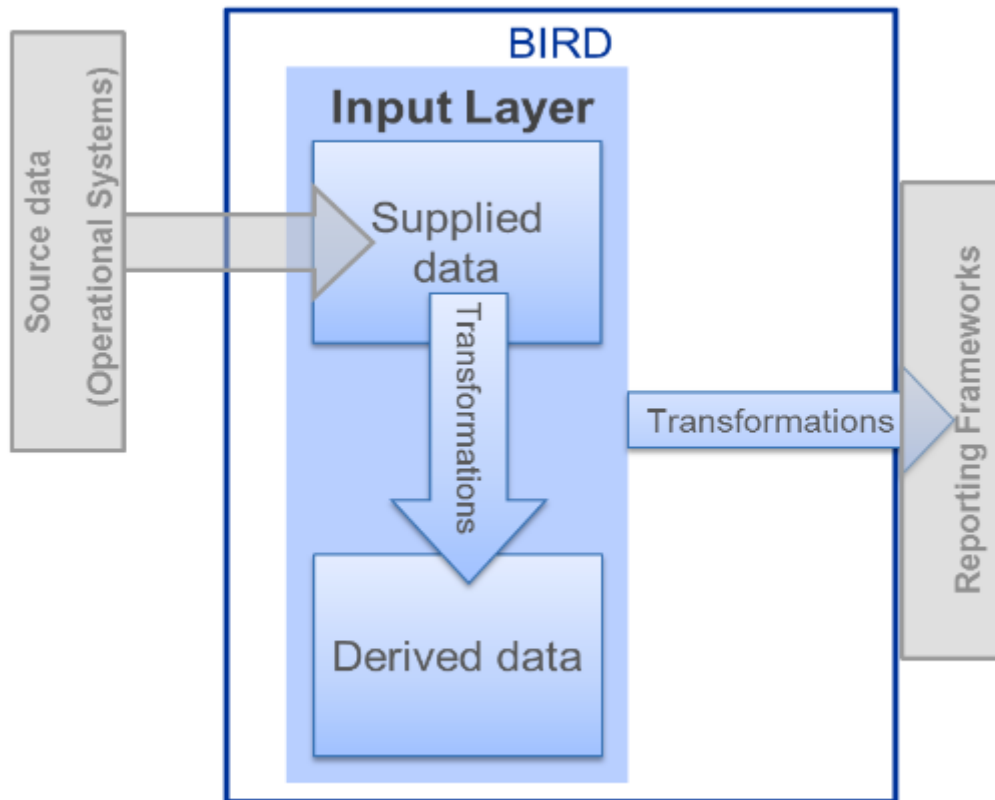 BIRD
Input Layer
Source data
(Operational Systems)
Supplied
data
Transformations
Derived data
Transformations
Reporting Frameworks